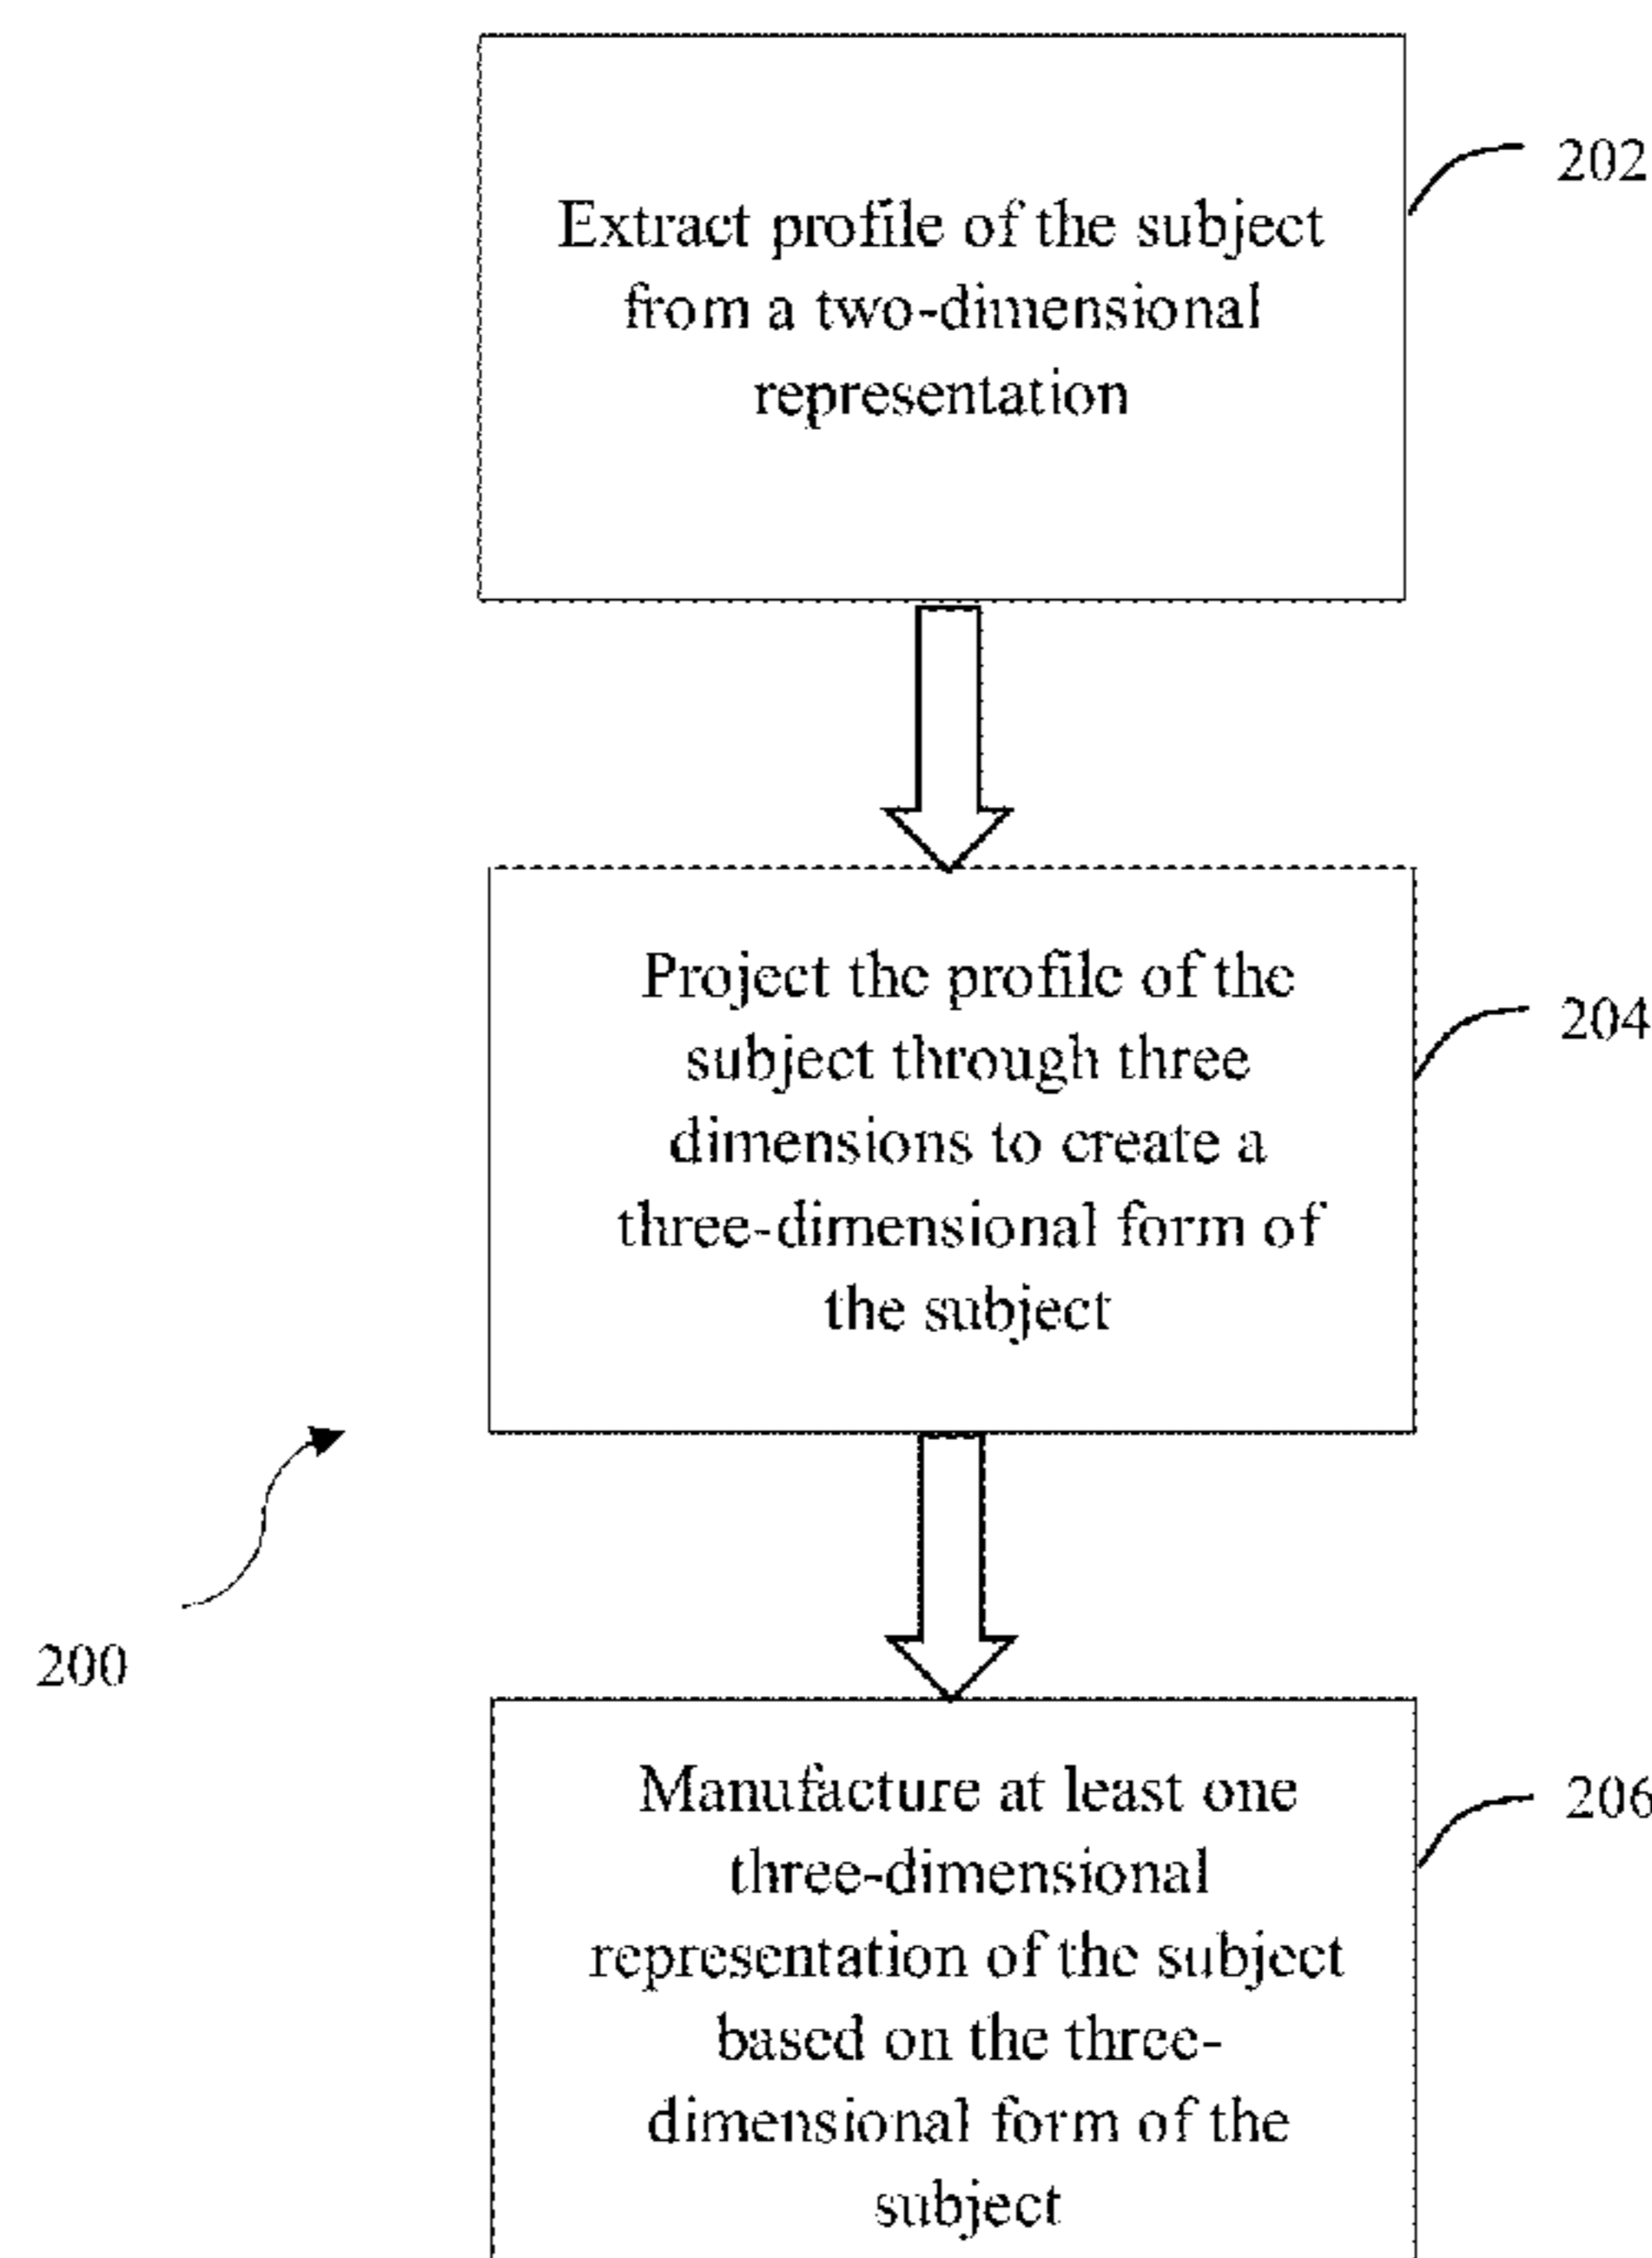 Extract profile of the subject
from a two-dimensional
representation
202
Project the profile of the
subject through three
dimensions to create a
three-dimensional form of
the subject
204
200
Manufacture at least one
three-dimensional
representation of the subject
based on the three-
dimensional form of the
subject
206